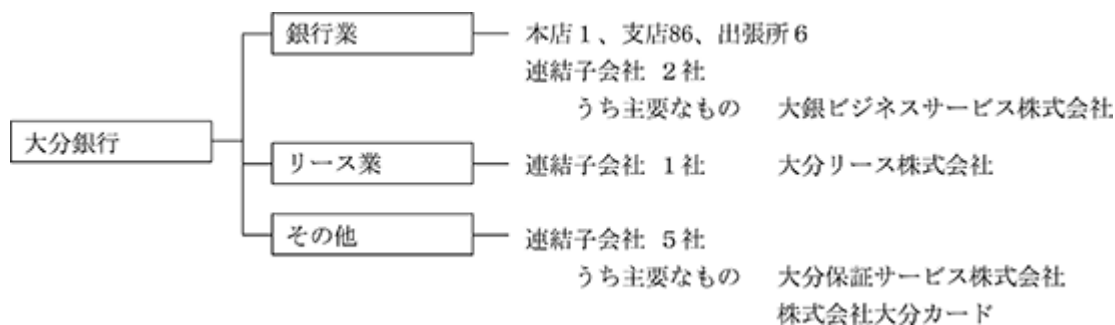 銀行業
本店1、支店86、出張所6
連結子会社 2社
うち主要なもの 大銀ビジネスサービス株式会社
大分銀行
リース業
連結子会社 1社 大分リース株式会社
その他
連結子会社 5社
うち主要なもの 大分保証サービス株式会社
株式会社大分カード